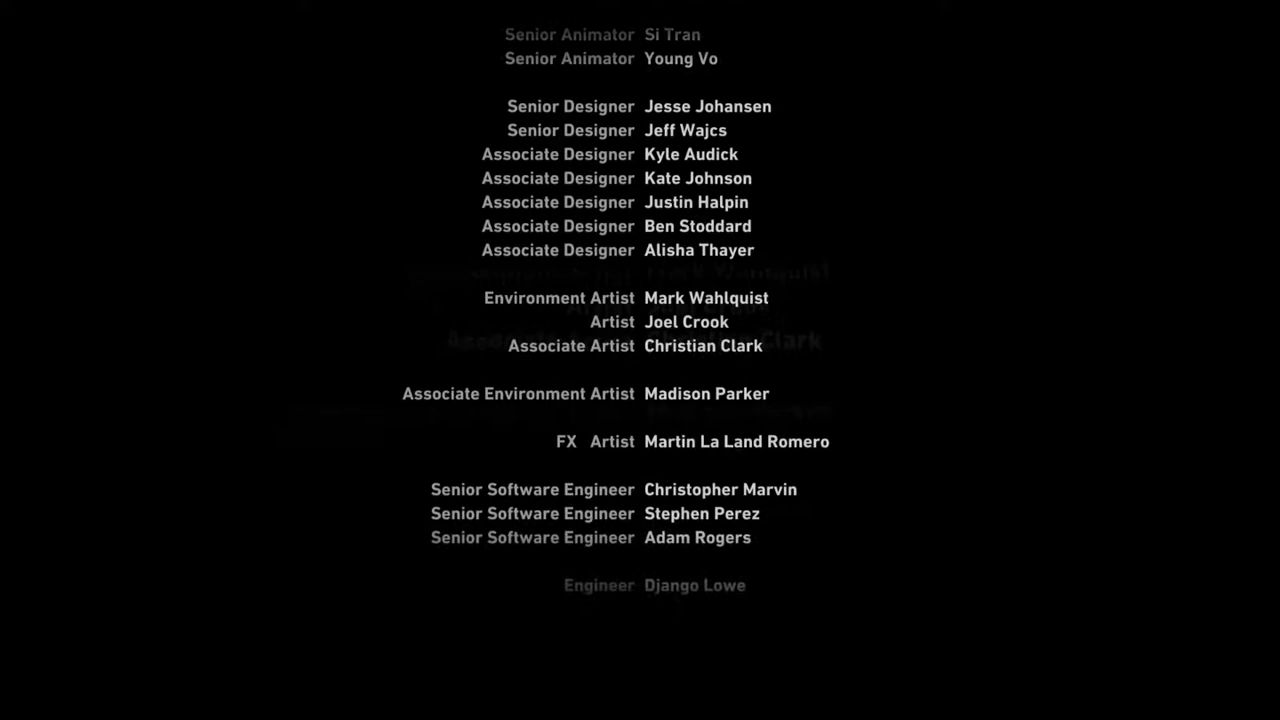 Senior Animator Si Tran
Senior Animator Young Vo
Senior Designer Jesse Johansen
Senior Designer Jeff Wajcs
Associate Designer Kyle Audick
Associate Designer Kate Johnson
Associate Designer Justin Halpin
Associate Designer Ben Stoddard
Associate Designer Alisha Thayer
Environment Artist Mark Wahlquist
Artist Joel Crook
Associate Artist Christian Clark
Associate Environment Artist Madison Parker
FX Artist Martin La Land Romero
Senior Software Engineer Christopher Marvin
Senior Software Engineer Stephen Perez
Senior Software Engineer Adam Rogers
Engineer Django Lowe